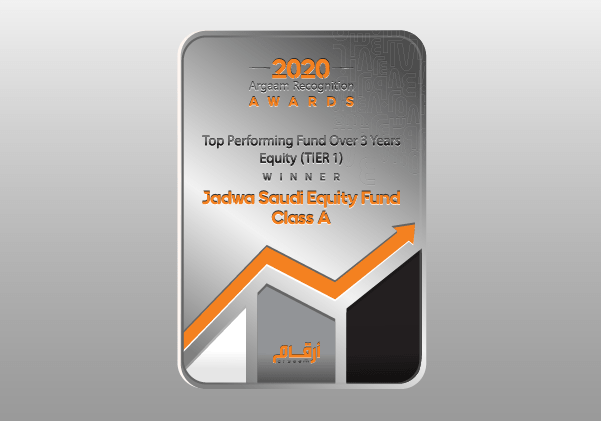 2020
Argaam Recognition
AWARDS
Top Performing Fund Over 3 Years
Equity (TIER 1)
WINNER
Jadwa Saudi Equity Fund
Class A
أرقام
argaam